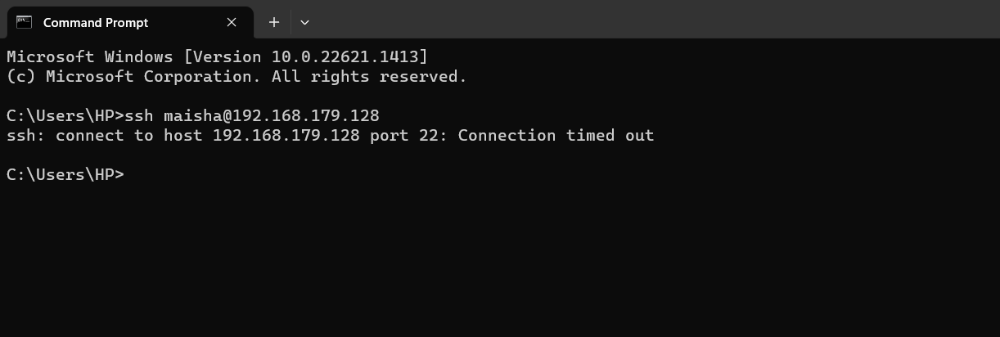 Command Prompt
Microsoft Windows [Version 10.0.22621.1413]
(c) Microsoft Corporation. All rights reserved.
C:\Users\HP>ssh maisha@192.168.179.128
ssh: connect to host 192.168.179.128 port 22: Connection timed out
C:\Users\HP>